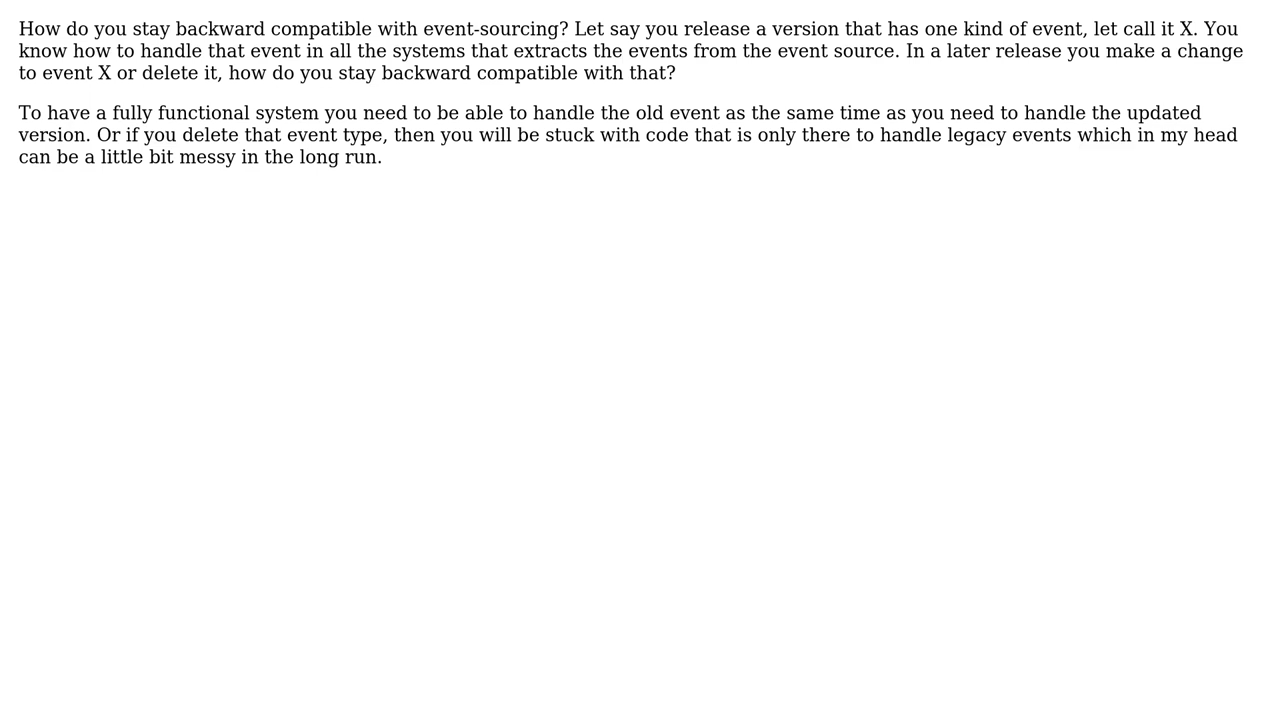 How do you stay backward compatible with event-sourcing? Let say you release a version that has one kind of event, let call it X. You
know how to handle that event in all the systems that extracts the events from the event source. In a later release you make a change
to event X or delete it, how do you stay backward compatible with that?
To have a fully functional system you need to be able to handle the old event as the same time as you need to handle the updated
version. Or if you delete that event type, then you will be stuck with code that is only there to handle legacy events which in my head
can be a little bit messy in the long run.